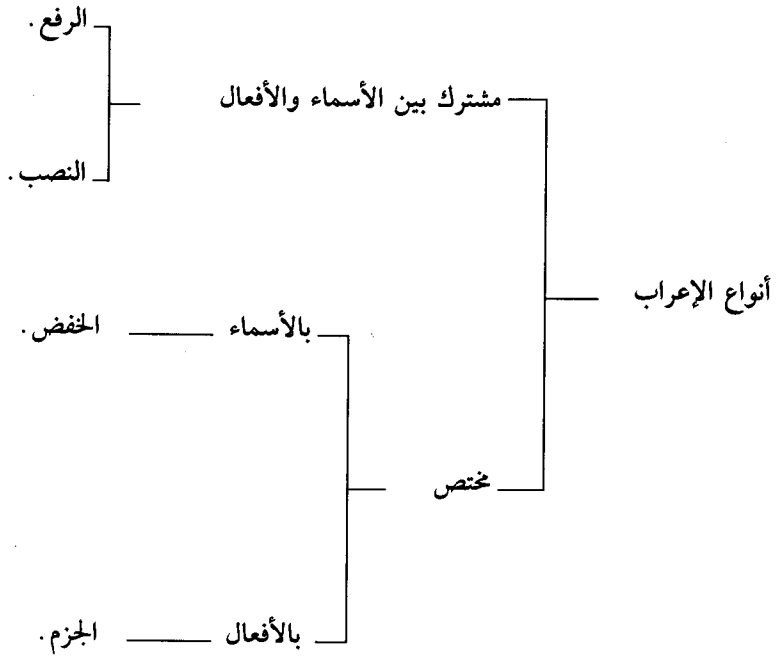 الرفع.
مشترك بين الأسماء والأفعال
النصب.
أنواع الإعراب
بالأسماء
الخفض.
مختص
بالأفعال
الجزم.